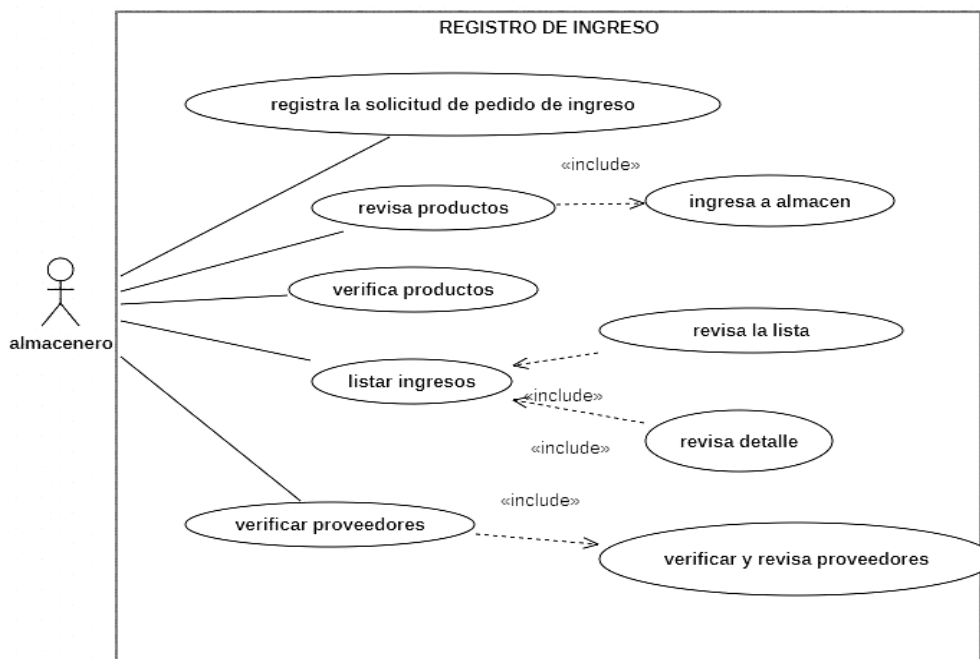 REGISTRO DE INGRESO
registra la solicitud de pedido de ingreso
«include»
revisa productos
ingresa a almacen
verifica productos
almacenero
revisa la lista
listar ingresos
«include»
revisa detalle
«include»
«include»
verificar proveedores
verificar y revisa proveedores